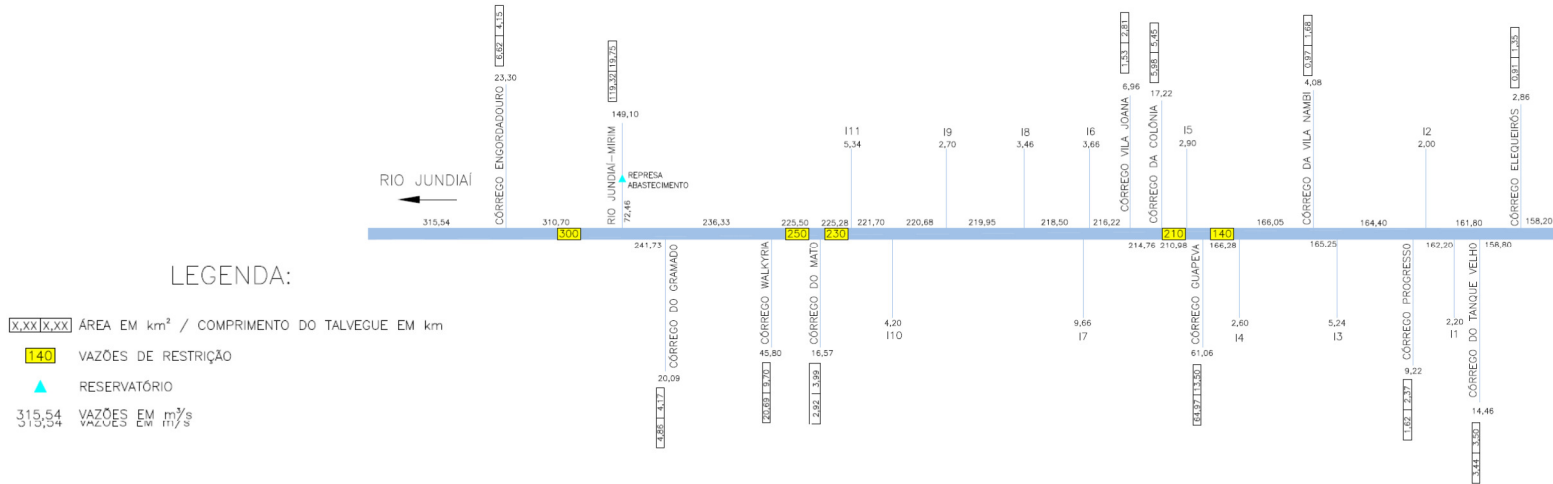 6,62 4,15
CÓRREGO ENGORDADOURO
23,30
119,32 19,75
RIO JUNDIAÍ-MIRIM
149,10
REPRESA
ABASTECIMENTO
72,46
I11
5,34
I9
2,70
I8
3,46
I6
3,66
1,53 2,81
CÓRREGO VILA JOANA
6,96
5,98 5,45
CÓRREGO DA COLÔNIA
17,22
I5
2,90
0,97 1,68
CÓRREGO DA VILA NAMBI
4,08
I2
2,00
0,91 1,35
CÓRREGO ELEQUEIRÓS
2,86
RIO JUNDIAÍ
315,54
310,70
236,33
225,50
225,28
221,70
220,68
219,95
218,50
216,22
166,05
164,40
161,80
158,20
300
250
230
210
140
241,73
214,76
210,98
166,28
165,25
162,20
158,80
CÓRREGO DO GRAMADO
20,09
4,86 4,17
CÓRREGO WALKYRIA
45,80
20,69 9,70
CÓRREGO DO MATO
16,57
2,92 3,99
4,20
I10
9,66
I7
CÓRREGO GUAPEVA
61,06
64,97 13,50
2,60
I4
5,24
I3
CÓRREGO PROGRESSO
9,22
1,62 2,37
2,20
I1
CÓRREGO DO TANQUE VELHO
14,46
3,44 3,50
LEGENDA:
X,XX X,XX ÁREA EM km² / COMPRIMENTO DO TALVEGUE EM km
140 VAZÕES DE RESTRIÇÃO
RESERVATÓRIO
315,54 VAZÕES EM m³/s
315,54 VAZÕES EM m/s